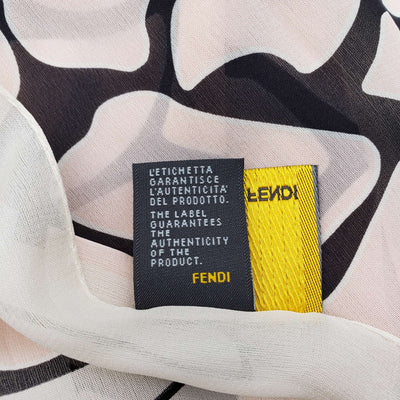 L'ETICHETTA
GARANTISCE
L'AUTENTICITA'
DEL PRODOTTO.
THE LABEL
GUARANTEES
THE
AUTHENTICITY
OF THE
PRODUCT.
FENDI
FENDI